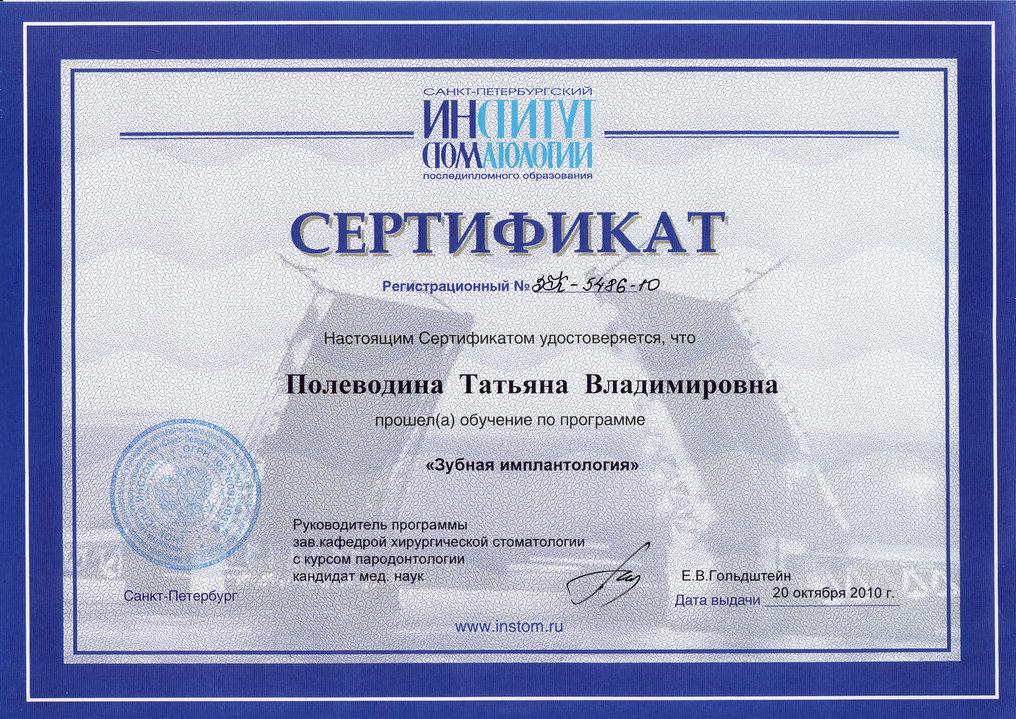 САНКТ-ПЕТЕРБУРГСКИЙ
ИНСТИТУТ
СТОМАТОЛОГИИ
последипломного образования
СЕРТИФИКАТ
Регистрационный № ЗК-5486-10
Настоящим Сертификатом удостоверяется, что
Полеводина Татьяна Владимировна
прошел(а) обучение по программе
«Зубная имплантология»
Руководитель программы
зав.кафедрой хирургической стоматологии
с курсом пародонтологии
кандидат мед. наук
Е.В.Гольдштейн
Дата выдачи 20 октября 2010 г.
Санкт-Петербург
www.instom.ru